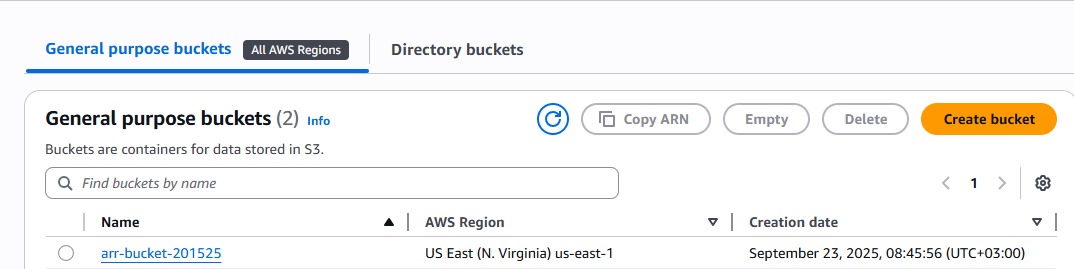 General purpose buckets All AWS Regions Directory buckets
General purpose buckets (2) Info Copy ARN Empty Delete Create bucket
Buckets are containers for data stored in S3.
Find buckets by name 1
Name AWS Region Creation date
arr-bucket-201525 US East (N. Virginia) us-east-1 September 23, 2025, 08:45:56 (UTC+03:00)